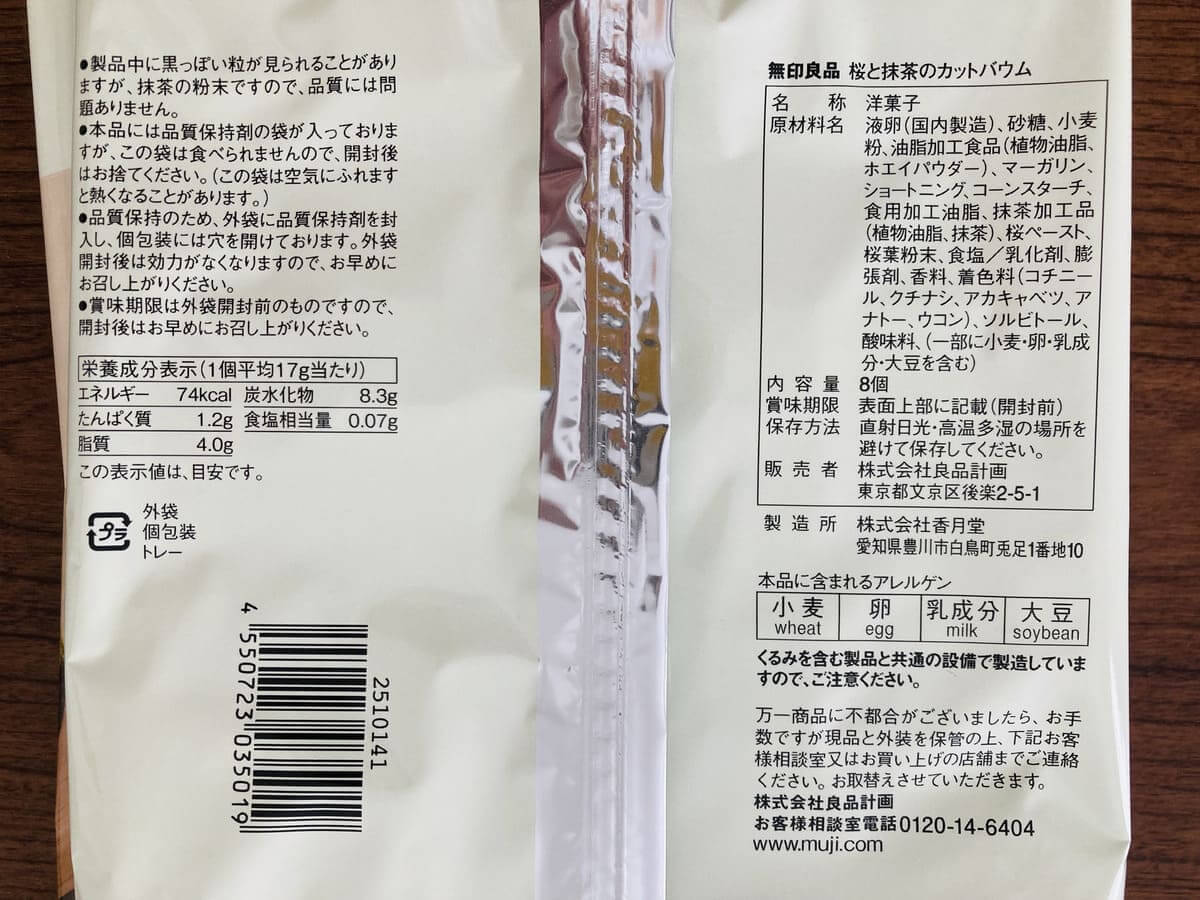 ●製品中に黒っぽい粒が見られることがあり
ますが、抹茶の粉末ですので、品質には問
題ありません。
●本品には品質保持剤の袋が入っておりま
すが、この袋は食べられませんので、開封後
はお捨てください。(この袋は空気にふれます
と熱くなることがあります。)
●品質保持のため、外袋に品質保持剤を封
入し、個包装には穴を開けております。外袋
開封後は効力がなくなりますので、お早めに
お召し上がりください。
●賞味期限は外袋開封前のものですので、
開封後はお早めにお召し上がりください。
栄養成分表示(1個平均17g当たり)
エネルギー 74kcal 炭水化物 8.3g
たんぱく質 1.2g 食塩相当量 0.07g
脂質 4.0g
この表示値は、目安です。
プラ
外袋
個包装
トレー
4 550723 035019
2510141
無印良品 桜と抹茶のカットバウム
名称 洋菓子
原材料名 液卵(国内製造)、砂糖、小麦
粉、油脂加工食品(植物油脂、
ホエイパウダー)、マーガリン、
ショートニング、コーンスターチ、
食用加工油脂、抹茶加工品
(植物油脂、抹茶)、桜ペースト、
桜葉粉末、食塩/乳化剤、膨
張剤、香料、着色料(コチニー
ル、クチナシ、アカキャベツ、ア
ナトー、ウコン)、ソルビトール、
酸味料、(一部に小麦・卵・乳成
分・大豆を含む)
内容量 8個
賞味期限 表面上部に記載(開封前)
保存方法 直射日光・高温多湿の場所を
避けて保存してください。
販売者 株式会社良品計画
東京都文京区後楽2-5-1
製造所 株式会社香月堂
愛知県豊川市白鳥町兎足1番地10
本品に含まれるアレルゲン
小麦 卵 乳成分 大豆
wheat egg milk soybean
くるみを含む製品と共通の設備で製造していま
すので、ご注意ください。
万一商品に不都合がございましたら、お手
数ですが現品と外装を保管の上、下記お客
様相談室又はお買い上げの店舗までご連絡
ください。お取替えさせていただきます。
株式会社良品計画
お客様相談室電話0120-14-6404
www.muji.com